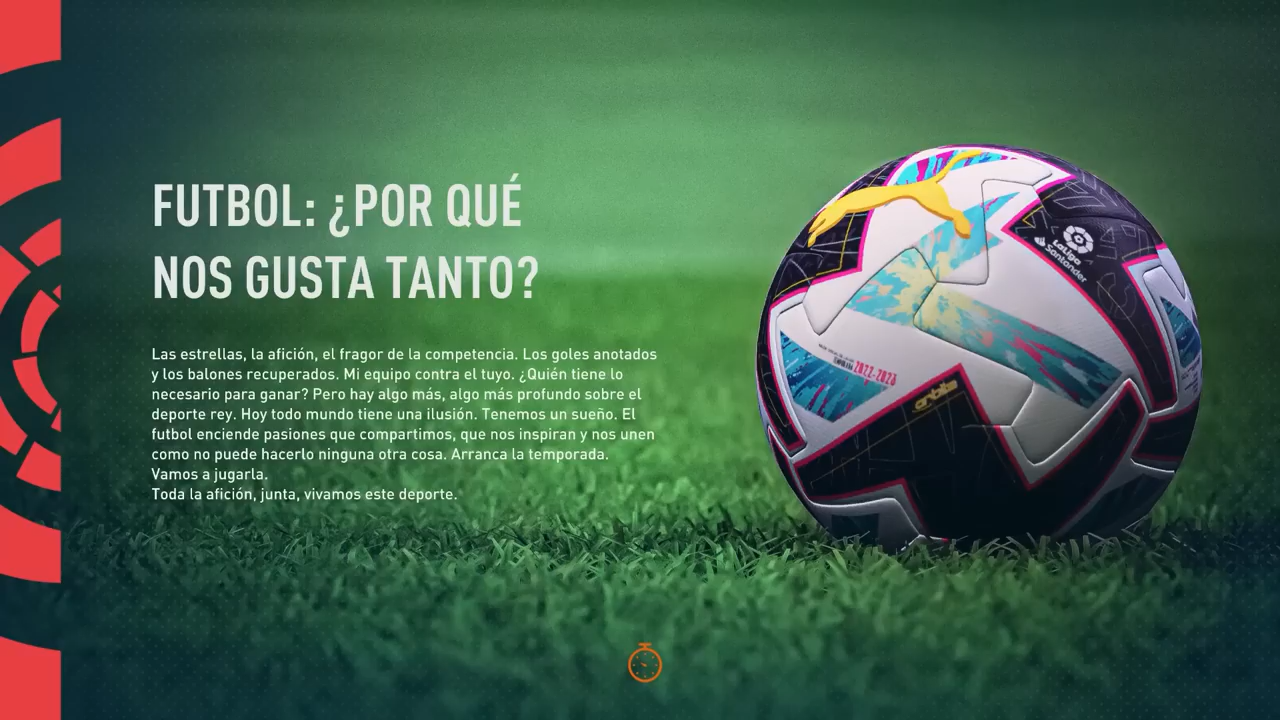 FUTBOL: ¿POR QUÉ
NOS GUSTA TANTO?
Las estrellas, la afición, el fragor de la competencia. Los goles anotados
y los balones recuperados. Mi equipo contra el tuyo. ¿Quién tiene lo
necesario para ganar? Pero hay algo más, algo más profundo sobre el
deporte rey. Hoy todo mundo tiene una ilusión. Tenemos un sueño. El
futbol enciende pasiones que compartimos, que nos inspiran y nos unen
como no puede hacerlo ninguna otra cosa. Arranca la temporada.
Vamos a jugarla.
Toda la afición, junta, vivamos este deporte.
LaLiga
Santander
2022-2023
orbita